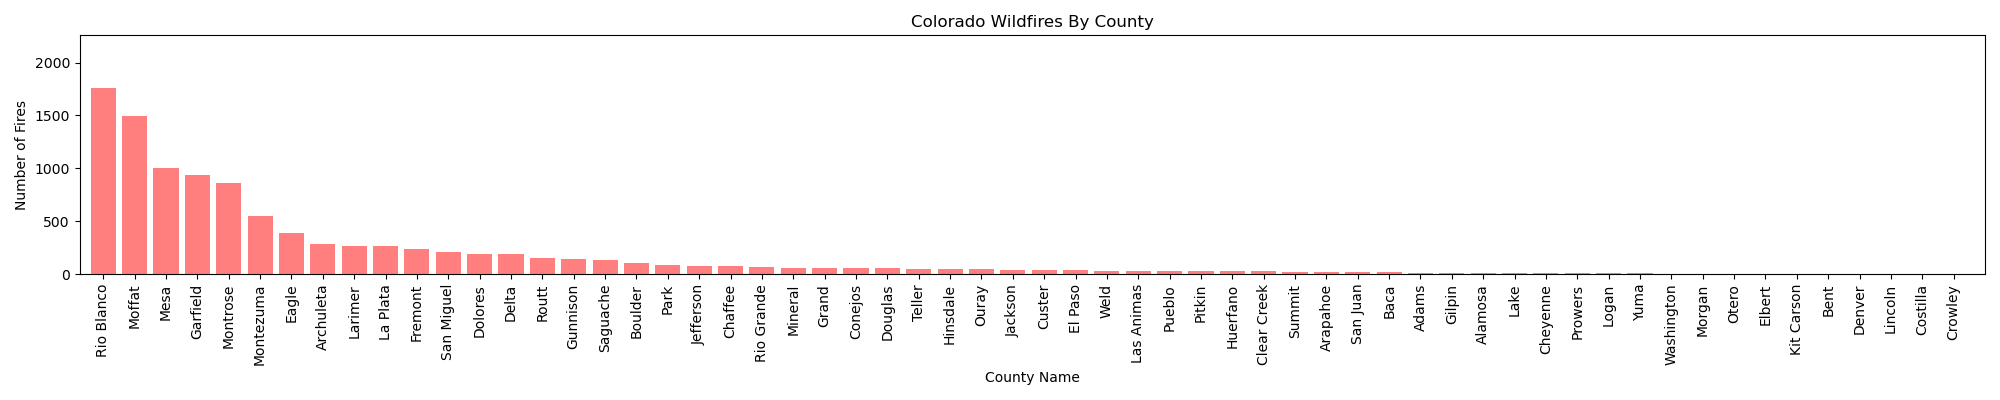 Colorado Wildfires By County
Number of Fires
2000
1500
1000
500
0
Rio Blanco
Moffat
Mesa
Garfield
Montrose
Montezuma
Eagle
Archuleta
Larimer
La Plata
Fremont
San Miguel
Dolores
Delta
Routt
Gunnison
Saguache
Boulder
Park
Jefferson
Chaffee
Rio Grande
Mineral
Grand
Conejos
Douglas
Teller
Hinsdale
Ouray
Jackson
Custer
El Paso
Weld
Las Animas
Pueblo
Pitkin
Huerfano
Clear Creek
Summit
Arapahoe
San Juan
Baca
Adams
Gilpin
Alamosa
Lake
Cheyenne
Prowers
Logan
Yuma
Washington
Morgan
Otero
Elbert
Kit Carson
Bent
Denver
Lincoln
Costilla
Crowley
County Name